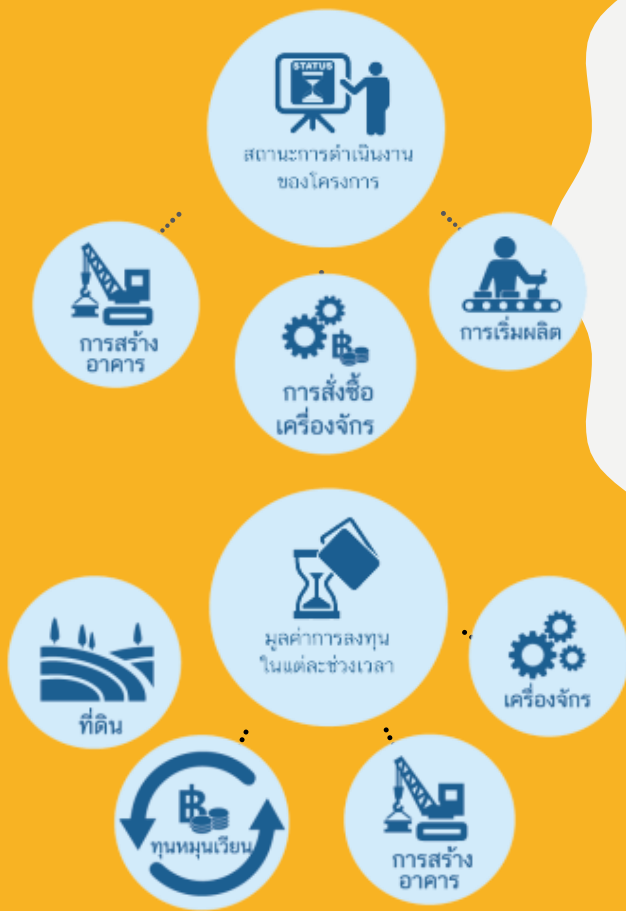 STATUS
สถานะการดำเนินงาน
ของโครงการ
การสร้าง
อาคาร
การสั่งซื้อ
เครื่องจักร
การเริ่มผลิต
มูลค่าการลงทุน
ในแต่ละช่วงเวลา
ที่ดิน
ทุนหมุนเวียน
การสร้าง
อาคาร
เครื่องจักร